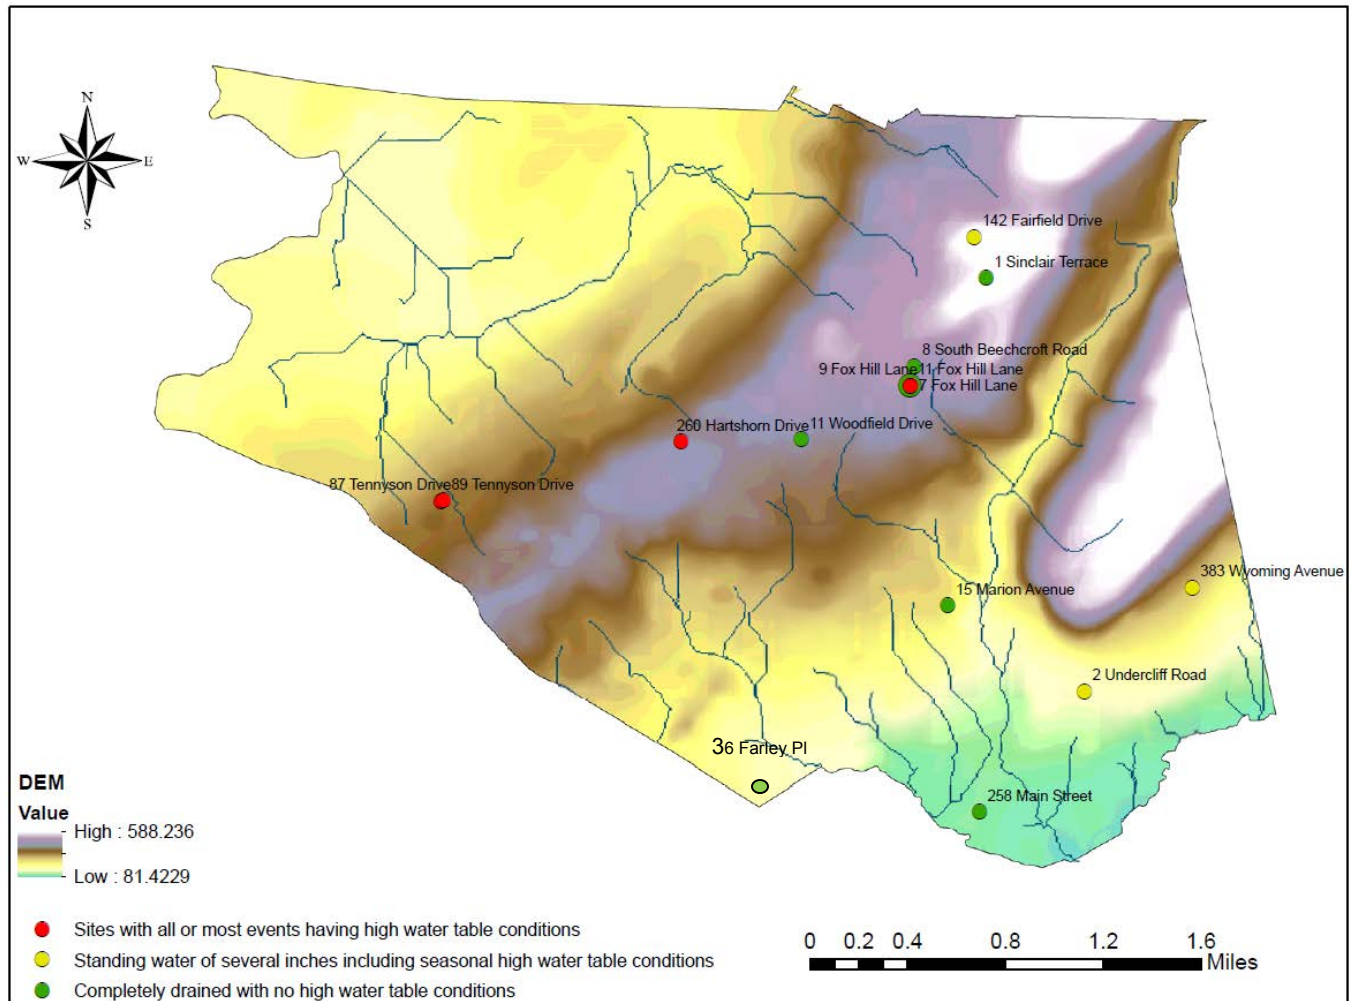 N
W
E
S
142 Fairfield Drive
1 Sinclair Terrace
8 South Beechcroft Road
9 Fox Hill Lane 11 Fox Hill Lane
7 Fox Hill Lane
260 Hartshorn Drive 11 Woodfield Drive
87 Tennyson Drive 89 Tennyson Drive
383 Wyoming Avenue
15 Marion Avenue
2 Undercliff Road
36 Farley Pl
258 Main Street
DEM
Value
High : 588.236
Low : 81.4229
Sites with all or most events having high water table conditions
Standing water of several inches including seasonal high water table conditions
Completely drained with no high water table conditions
0 0.2 0.4 0.8 1.2 1.6
Miles